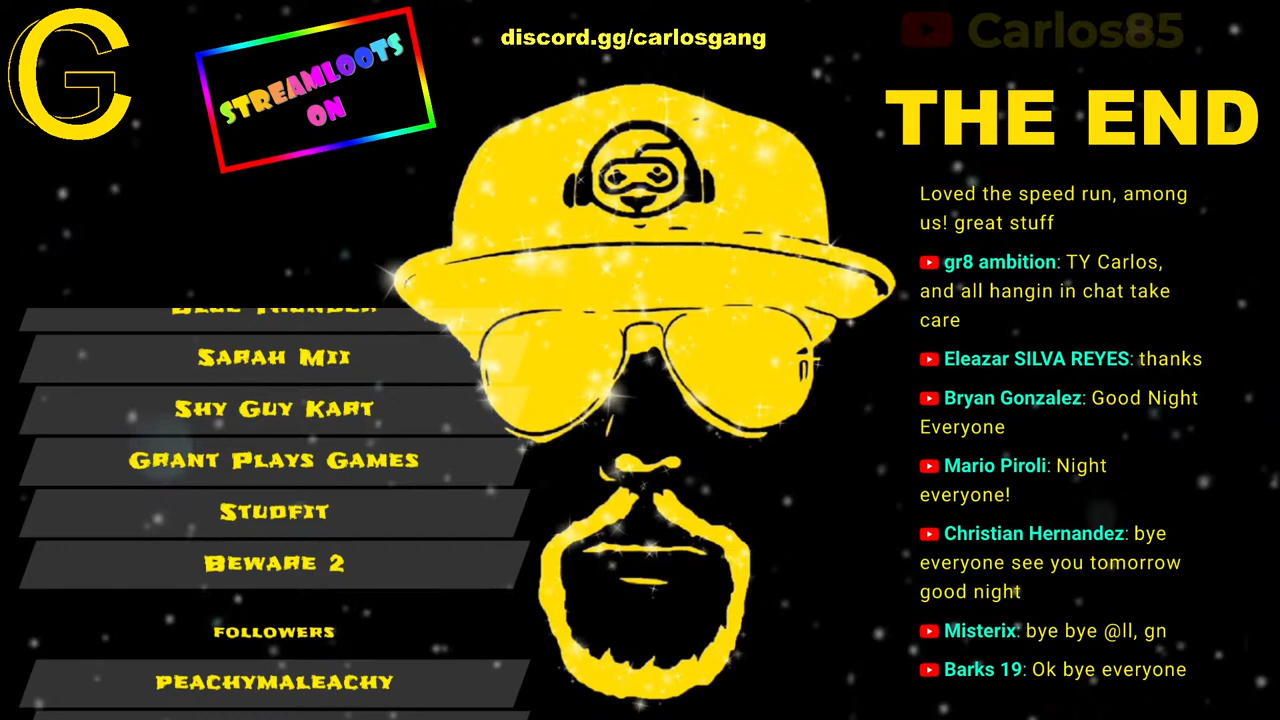 G
STREAMLOOTS
ON
discord.gg/carlosgang
Carlos85
THE END
Blue Thunder
Sarah Mii
Shy Guy Kart
Grant Plays Games
Studfit
Beware 2
FOLLOWERS
PEACHYMALEACHY
Loved the speed run, among
us! great stuff
gr8 ambition: TY Carlos,
and all hangin in chat take
care
Eleazar SILVA REYES: thanks
Bryan Gonzalez: Good Night
Everyone
Mario Piroli: Night
everyone!
Christian Hernandez: bye
everyone see you tomorrow
good night
Misterix: bye bye @ll, gn
Barks 19: Ok bye everyone